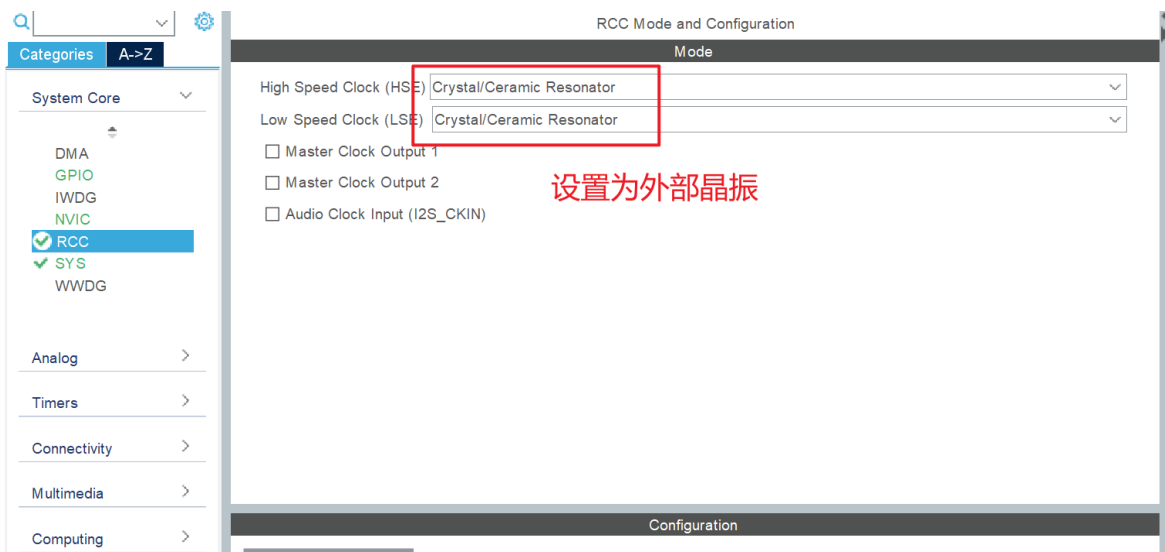 RCC Mode and Configuration
Categories A->Z
Mode
System Core
High Speed Clock (HSE) Crystal/Ceramic Resonator
Low Speed Clock (LSE) Crystal/Ceramic Resonator
DMA
GPIO
IWDG
NVIC
RCC
SYS
WWDG
Master Clock Output 1
Master Clock Output 2
Audio Clock Input (I2S_CKIN)
设置为外部晶振
Analog
Timers
Connectivity
Multimedia
Computing
Configuration